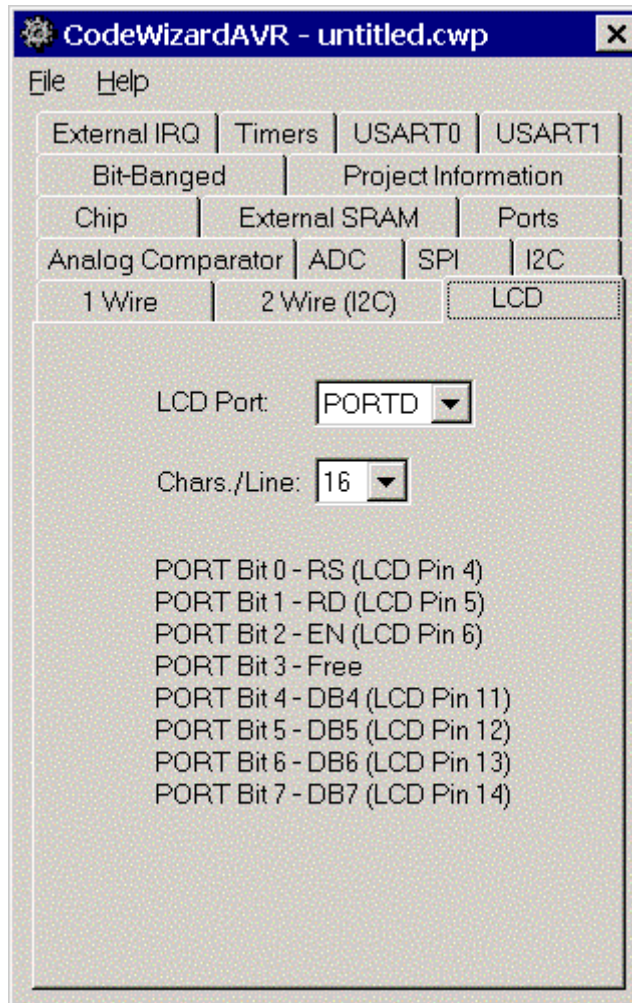 CodeWizardAVR - untitled.cwp
File Help
External IRQ Timers USART0 USART1
Bit-Banged Project Information
Chip External SRAM Ports
Analog Comparator ADC SPI I2C
1 Wire 2 Wire (I2C) LCD
LCD Port: PORTD
Chars./Line: 16
PORT Bit 0 - RS (LCD Pin 4)
PORT Bit 1 - RD (LCD Pin 5)
PORT Bit 2 - EN (LCD Pin 6)
PORT Bit 3 - Free
PORT Bit 4 - DB4 (LCD Pin 11)
PORT Bit 5 - DB5 (LCD Pin 12)
PORT Bit 6 - DB6 (LCD Pin 13)
PORT Bit 7 - DB7 (LCD Pin 14)